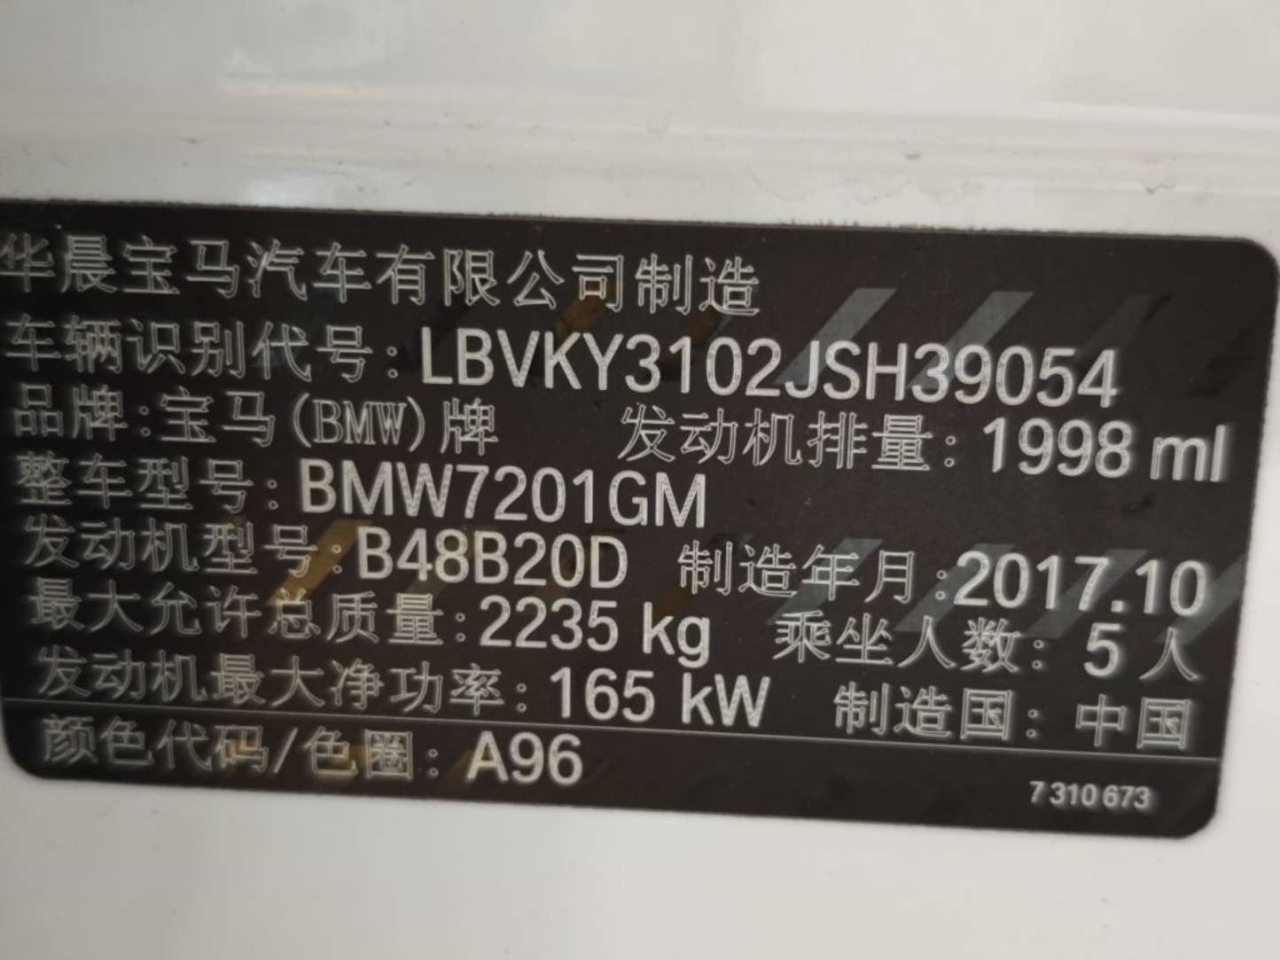 华晨宝马汽车有限公司制造
车辆识别代号: LBVKY3102JSH39054
品牌:宝马(BMW)牌 发动机排量: 1998 ml
整车型号: BMW7201GM
发动机型号: B48B20D 制造年月:2017.10
最大允许总质量: 2235 kg 乘坐人数: 5 人
发动机最大净功率: 165 kW 制造国: 中国
颜色代码/色圈: A96
7 310 673